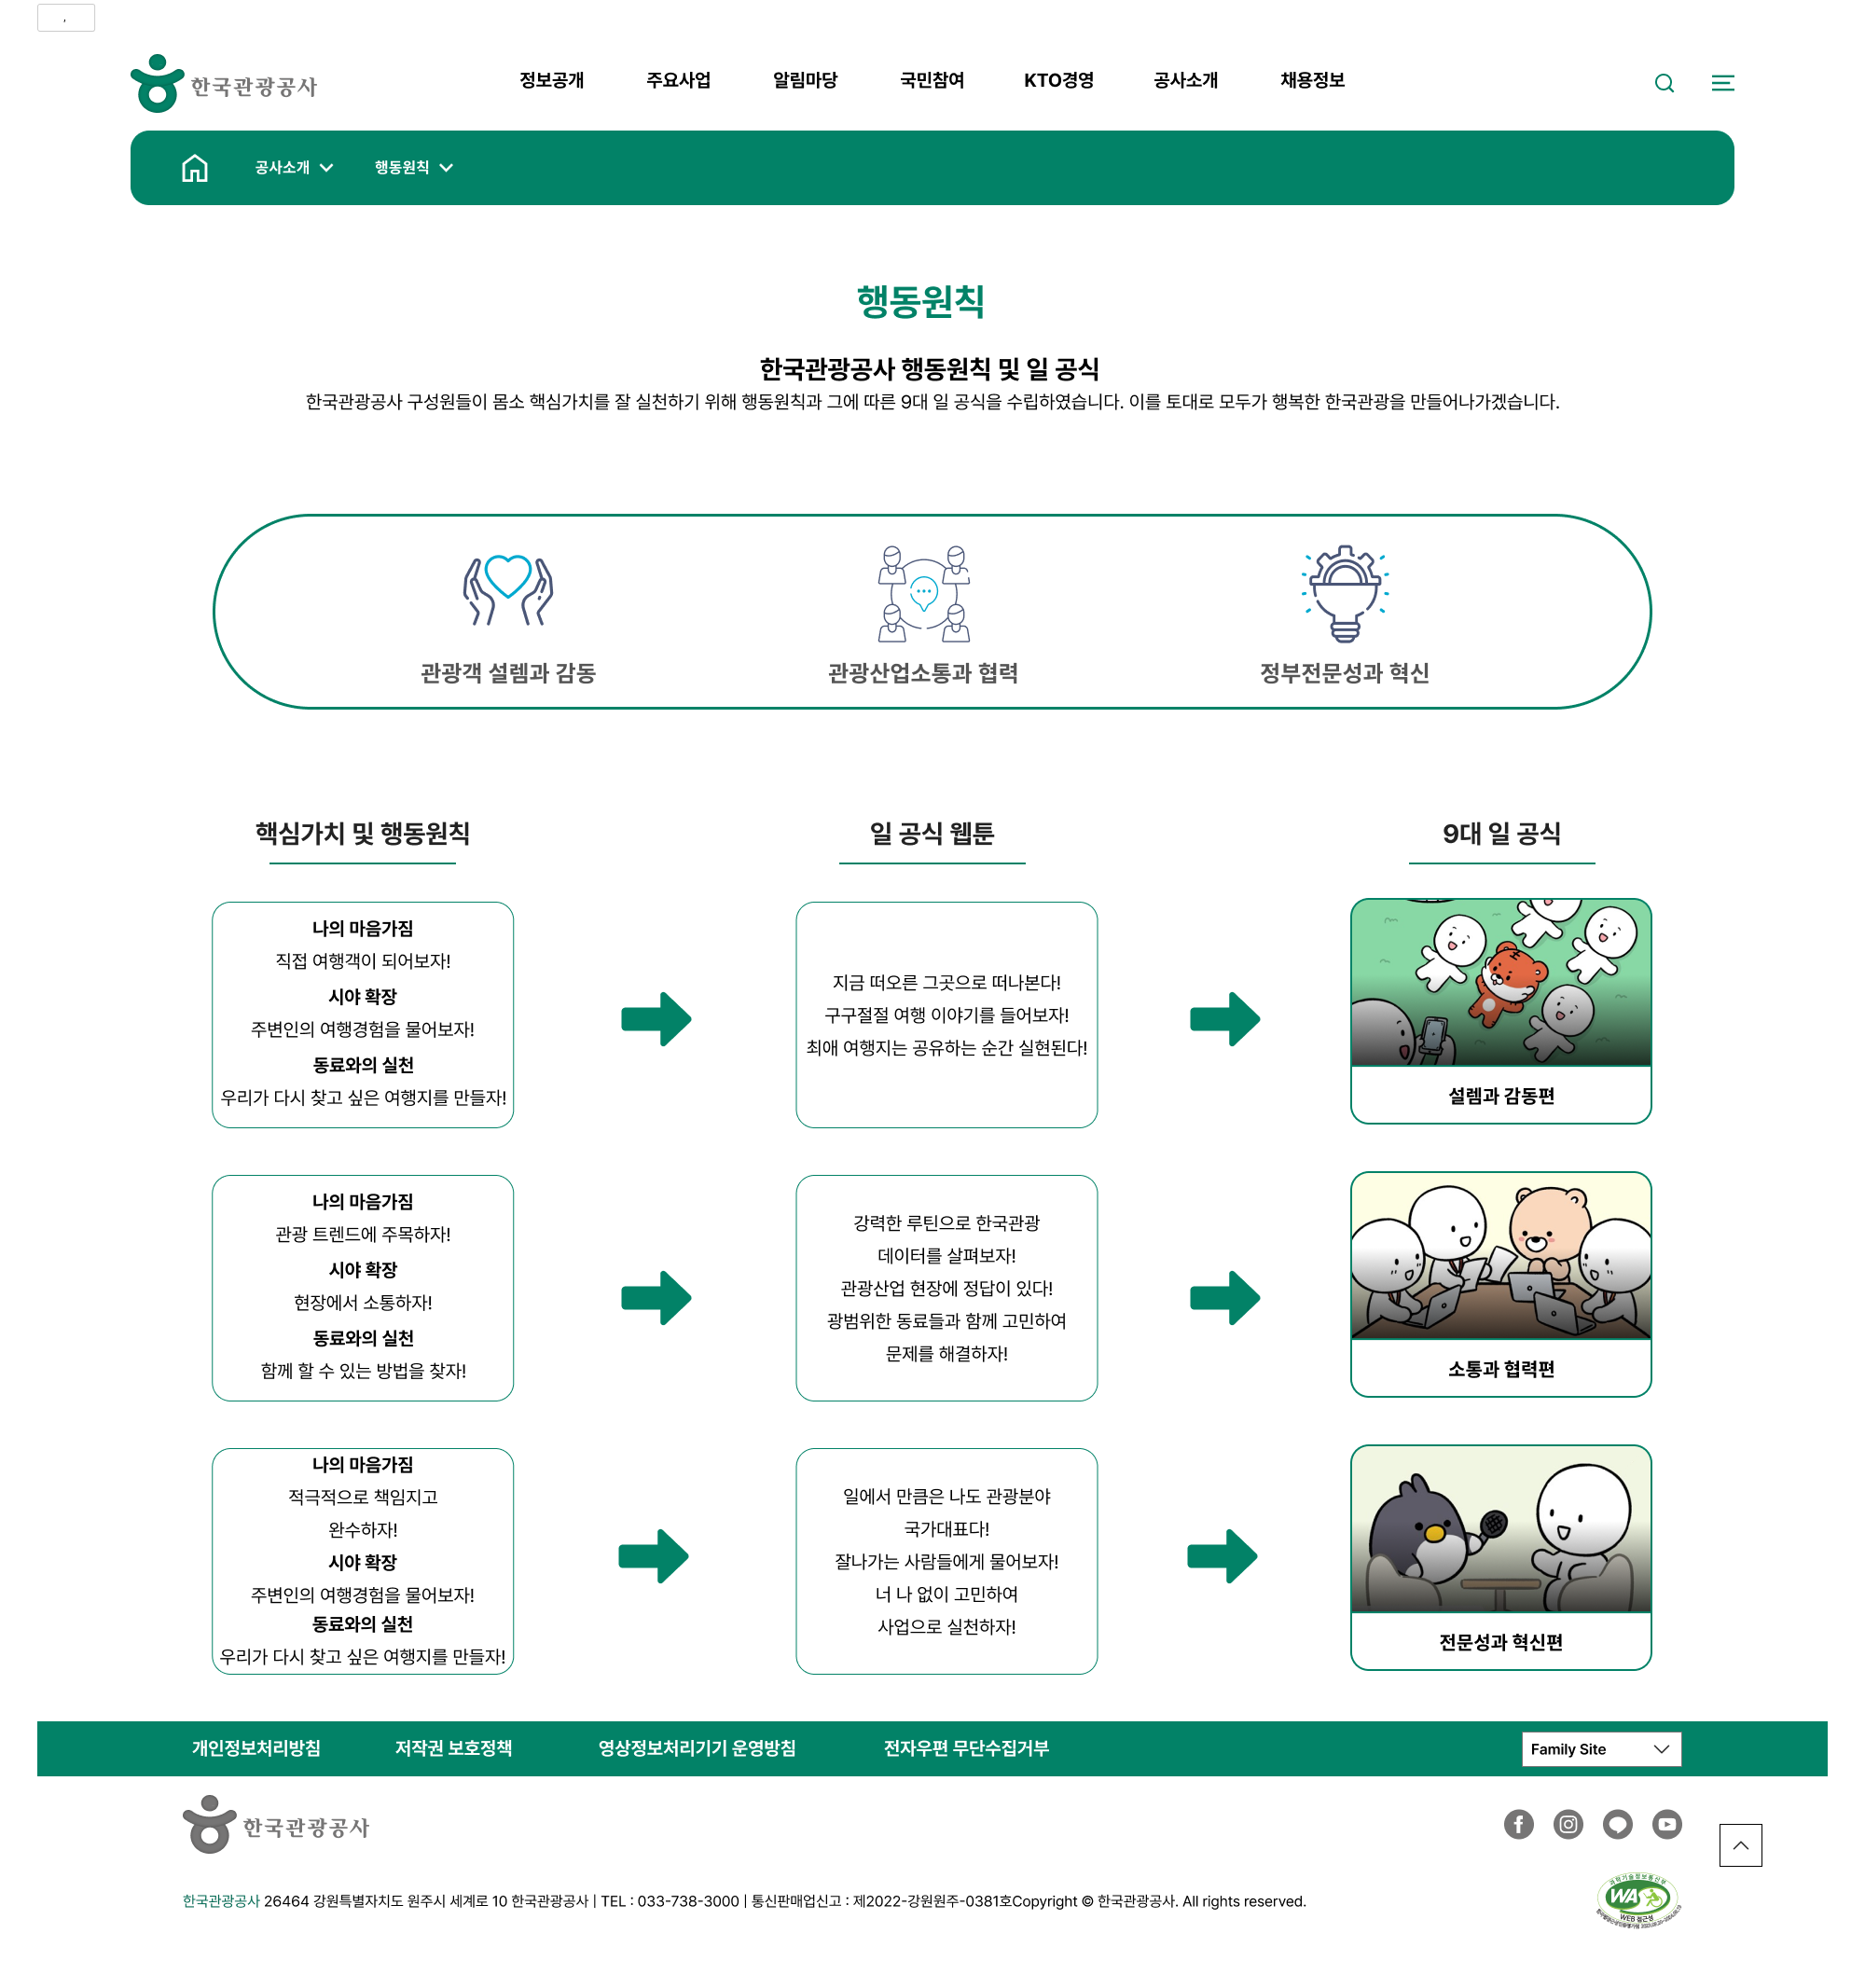 ,
한국관광공사
정보공개 주요사업 알림마당 국민참여 KTO경영 공사소개 채용정보
공사소개 행동원칙
행동원칙
한국관광공사 행동원칙 및 일 공식
한국관광공사 구성원들이 몸소 핵심가치를 잘 실천하기 위해 행동원칙과 그에 따른 9대 일 공식을 수립하였습니다. 이를 토대로 모두가 행복한 한국관광을 만들어나가겠습니다.
관광객 설렘과 감동
관광산업소통과 협력
정부전문성과 혁신
핵심가치 및 행동원칙
일 공식 웹툰
9대 일 공식
나의 마음가짐
직접 여행객이 되어보자!
시야 확장
주변인의 여행경험을 물어보자!
동료와의 실천
우리가 다시 찾고 싶은 여행지를 만들자!
지금 떠오른 그곳으로 떠나본다!
구구절절 여행 이야기를 들어보자!
최애 여행지는 공유하는 순간 실현된다!
설렘과 감동편
나의 마음가짐
관광 트렌드에 주목하자!
시야 확장
현장에서 소통하자!
동료와의 실천
함께 할 수 있는 방법을 찾자!
강력한 루틴으로 한국관광
데이터를 살펴보자!
관광산업 현장에 정답이 있다!
광범위한 동료들과 함께 고민하여
문제를 해결하자!
소통과 협력편
나의 마음가짐
적극적으로 책임지고
완수하자!
시야 확장
주변인의 여행경험을 물어보자!
동료와의 실천
우리가 다시 찾고 싶은 여행지를 만들자!
일에서 만큼은 나도 관광분야
국가대표다!
잘나가는 사람들에게 물어보자!
너 나 없이 고민하여
사업으로 실천하자!
전문성과 혁신편
개인정보처리방침 저작권 보호정책 영상정보처리기기 운영방침 전자우편 무단수집거부
Family Site
한국관광공사
한국관광공사 26464 강원특별자치도 원주시 세계로 10 한국관광공사 | TEL : 033-738-3000 | 통신판매업신고 : 제2022-강원원주-0381호Copyright © 한국관광공사. All rights reserved.
과학기술정보통신부
WA
WEB 접근성